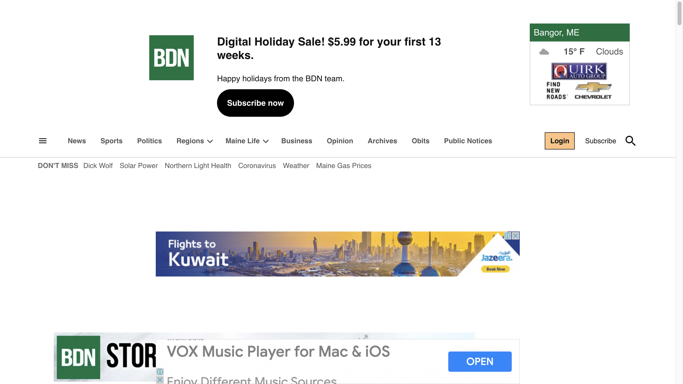 BDN
Digital Holiday Sale! $5.99 for your first 13
weeks.
Happy holidays from the BDN team.
Subscribe now
Bangor, ME
15° F Clouds
QUIRK
AUTO GROUP
FIND
NEW
ROADS
CHEVROLET
News Sports Politics Regions Maine Life Business Opinion Archives Obits Public Notices Login Subscribe
DON'T MISS Dick Wolf Solar Power Northern Light Health Coronavirus Weather Maine Gas Prices
Flights to
Kuwait
Jazeera.
Book Now
BDN STOR
VOX Music Player for Mac & iOS
OPEN
Enjoy Different Music Sources